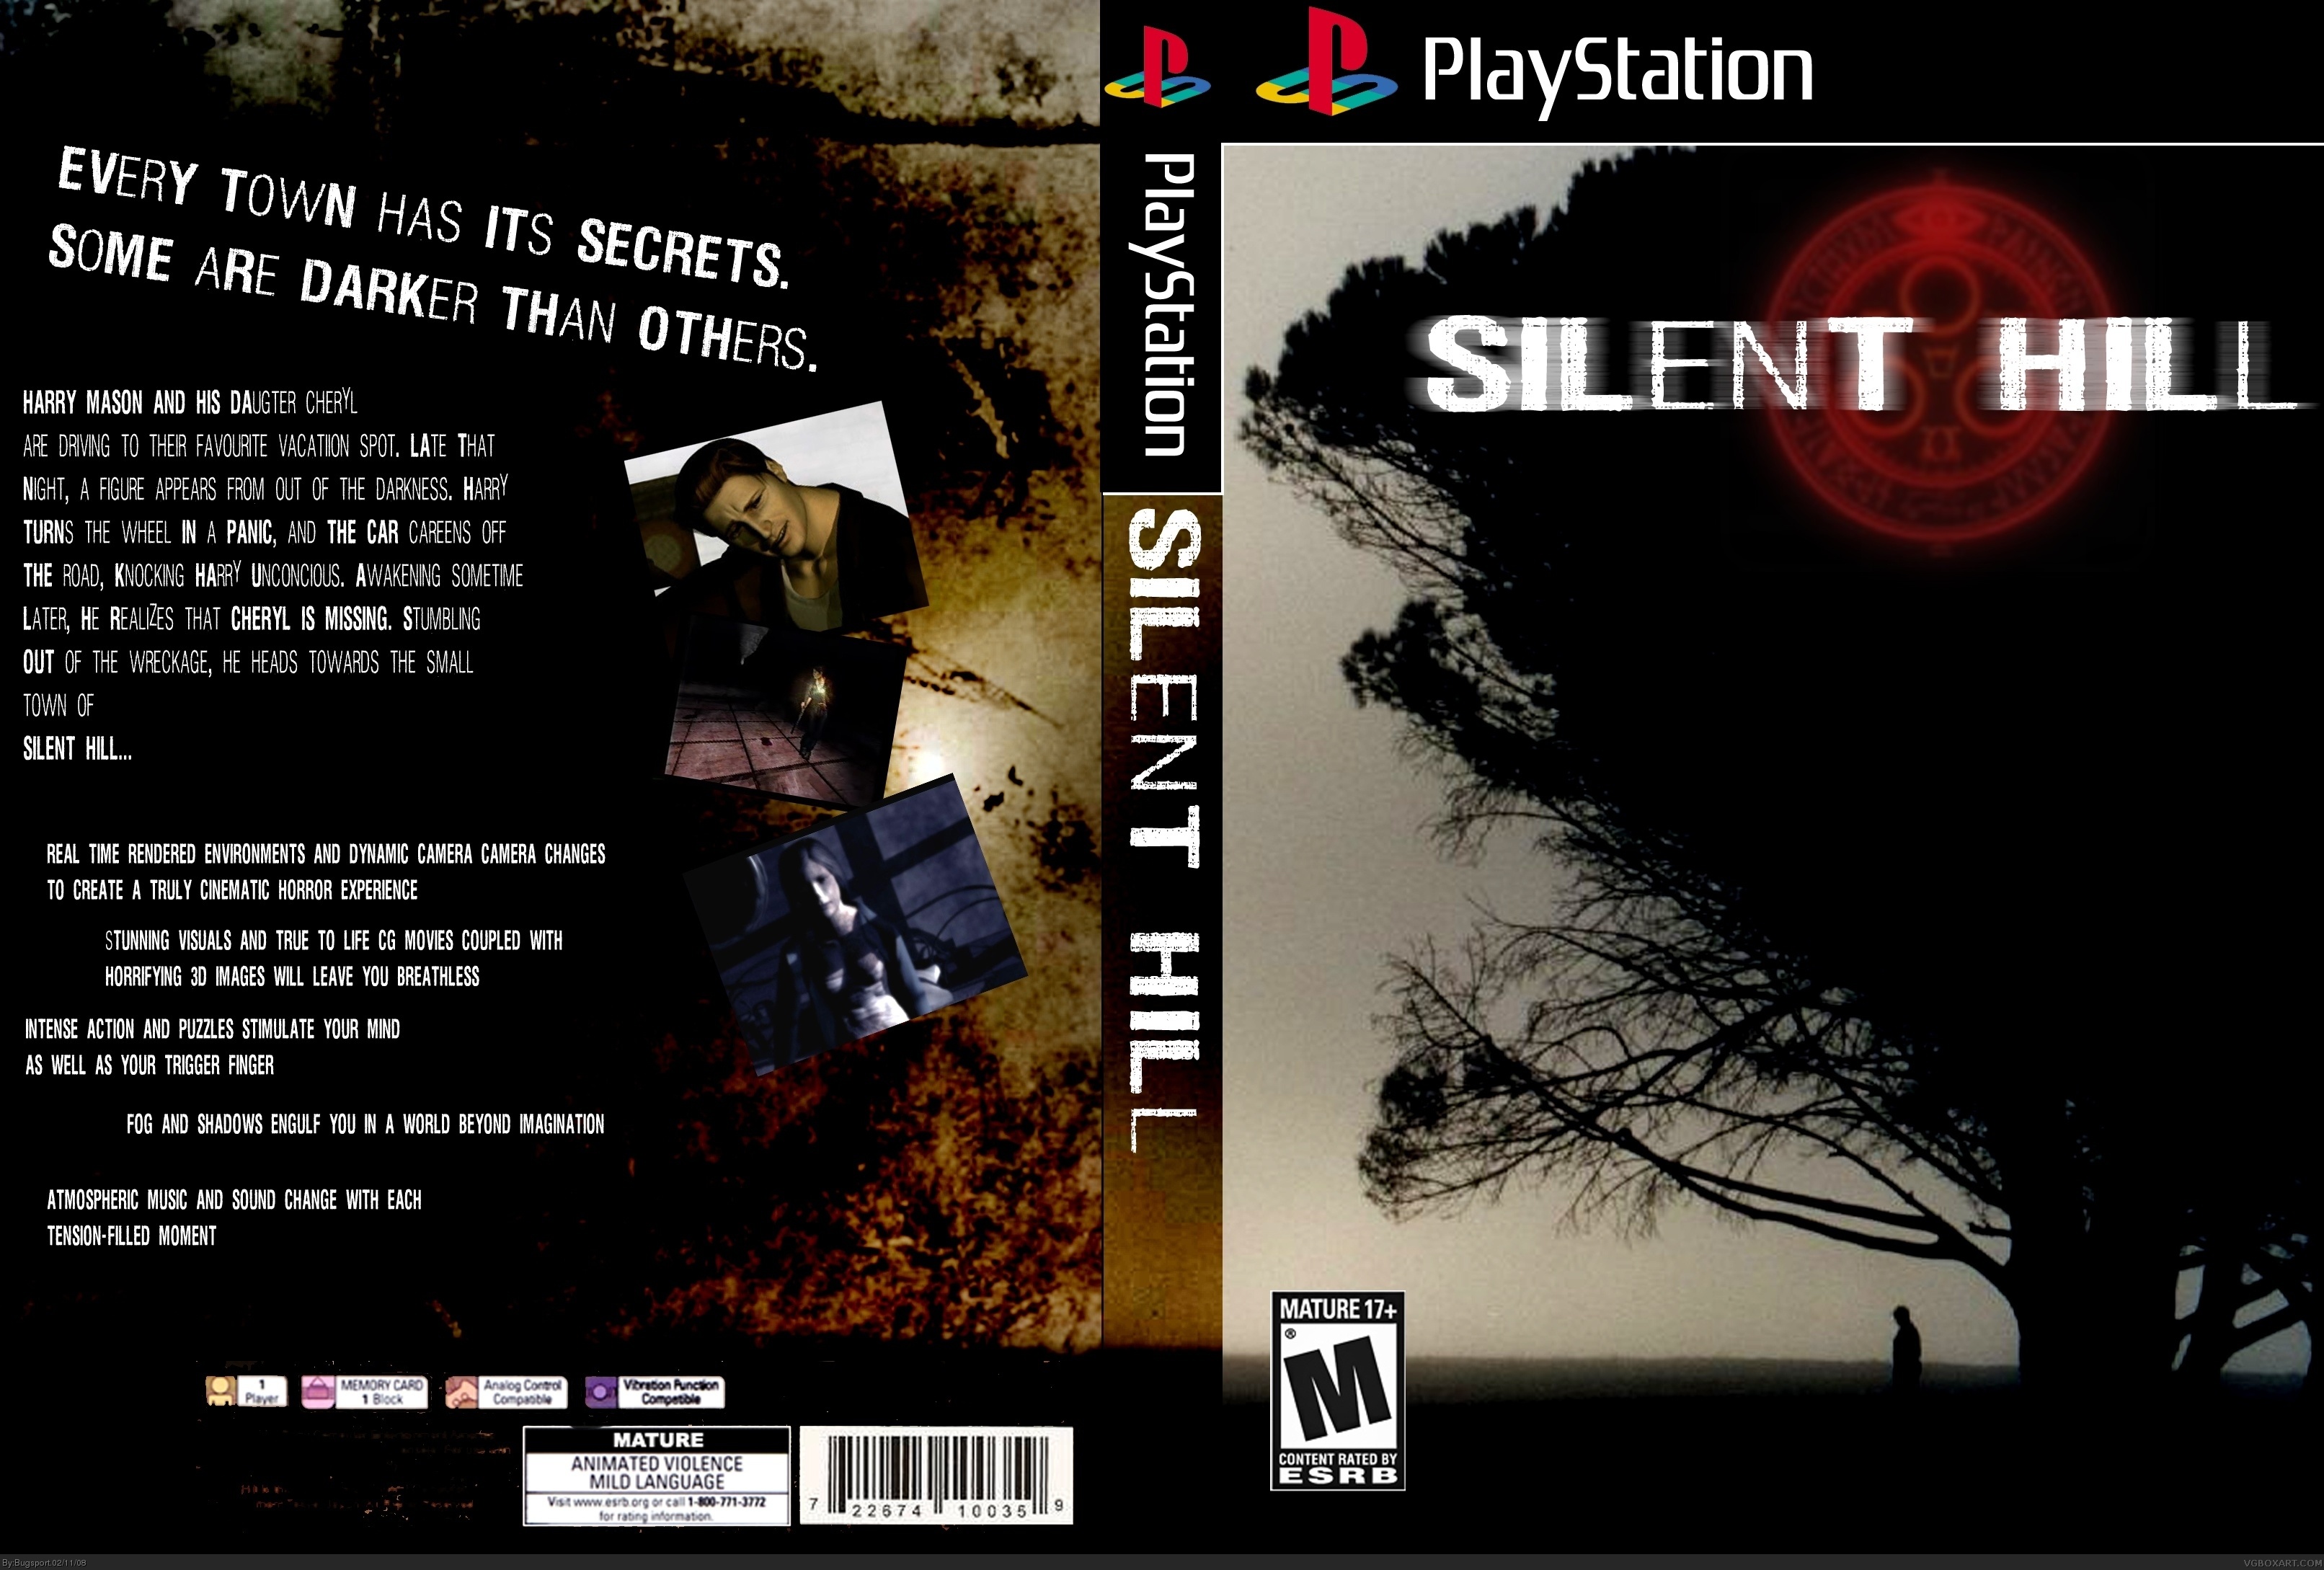 EVERY TOWN HAS ITS SECRETS.
SOME ARE DARKER THAN OTHERS.
HARRY MASON AND HIS DAUGTER CHERYL
ARE DRIVING TO THEIR FAVOURITE VACATIION SPOT. LATE THAT
NIGHT, A FIGURE APPEARS FROM OUT OF THE DARKNESS. HARRY
TURNS THE WHEEL IN A PANIC, AND THE CAR CAREENS OFF
THE ROAD, KNOCKING HARRY UNCONCIOUS. AWAKENING SOMETIME
LATER, HE REALIZES THAT CHERYL IS MISSING. STUMBLING
OUT OF THE WRECKAGE, HE HEADS TOWARDS THE SMALL
TOWN OF
SILENT HILL...
REAL TIME RENDERED ENVIRONMENTS AND DYNAMIC CAMERA CAMERA CHANGES
TO CREATE A TRULY CINEMATIC HORROR EXPERIENCE
STUNNING VISUALS AND TRUE TO LIFE CG MOVIES COUPLED WITH
HORRIFYING 3D IMAGES WILL LEAVE YOU BREATHLESS
INTENSE ACTION AND PUZZLES STIMULATE YOUR MIND
AS WELL AS YOUR TRIGGER FINGER
FOG AND SHADOWS ENGULF YOU IN A WORLD BEYOND IMAGINATION
ATMOSPHERIC MUSIC AND SOUND CHANGE WITH EACH
TENSION-FILLED MOMENT
1
Player
MEMORY CARD
1 Block
Analog Control
Compatible
Vibration Function
Compatible
MATURE
ANIMATED VIOLENCE
MILD LANGUAGE
Visit www.esrb.org or call 1-800-771-3772
for rating information.
7 22674 10035 9
By:Bugsport.02/11/08
PlayStation
SILENT HILL
PlayStation
SILENT HILL
MATURE 17+
M
®
CONTENT RATED BY
ESRB
VGBOXART.COM